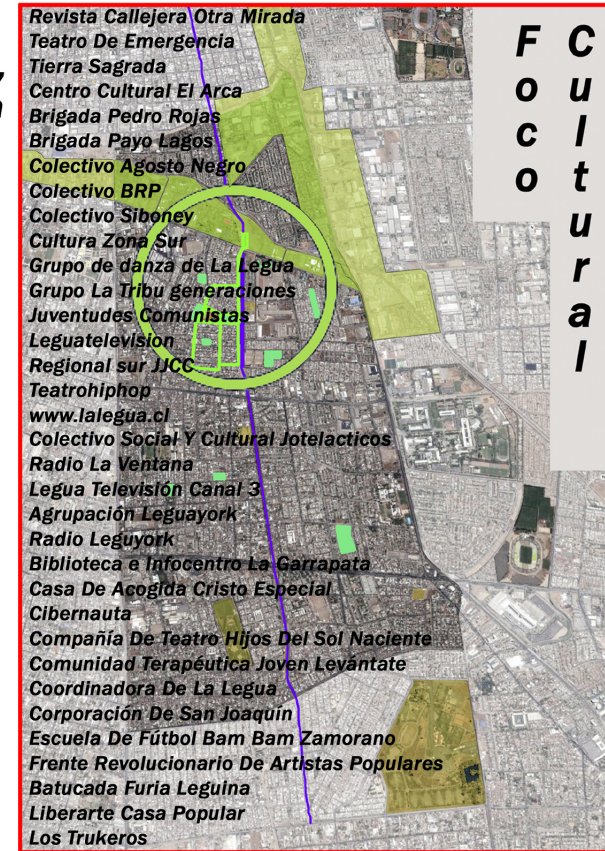 Revista Callejera Otra Mirada
Teatro De Emergencia
Tierra Sagrada
Centro Cultural El Arca
Brigada Pedro Rojas
Brigada Payo Lagos
Colectivo Agosto Negro
Colectivo BRP
Colectivo Siboney
Cultura Zona Sur
Grupo de danza de La Legua
Grupo La Tribu generaciones
Juventudes Comunistas
Leguatelevision
Regional sur JJCC
Teatrohiphop
www.lalegua.cl
Colectivo Social Y Cultural Jotelacticos
Radio La Ventana
Legua Televisión Canal 3
Agrupación Leguayork
Radio Leguyork
Biblioteca e Infocentro La Garrapata
Casa De Acogida Cristo Especial
Cibernauta
Compañía De Teatro Hijos Del Sol Naciente
Comunidad Terapéutica Joven Levántate
Coordinadora De La Legua
Corporación De San Joaquín
Escuela De Fútbol Bam Bam Zamorano
Frente Revolucionario De Artistas Populares
Batucada Furia Leguina
Liberarte Casa Popular
Los Trukeros
Foco
Cultural